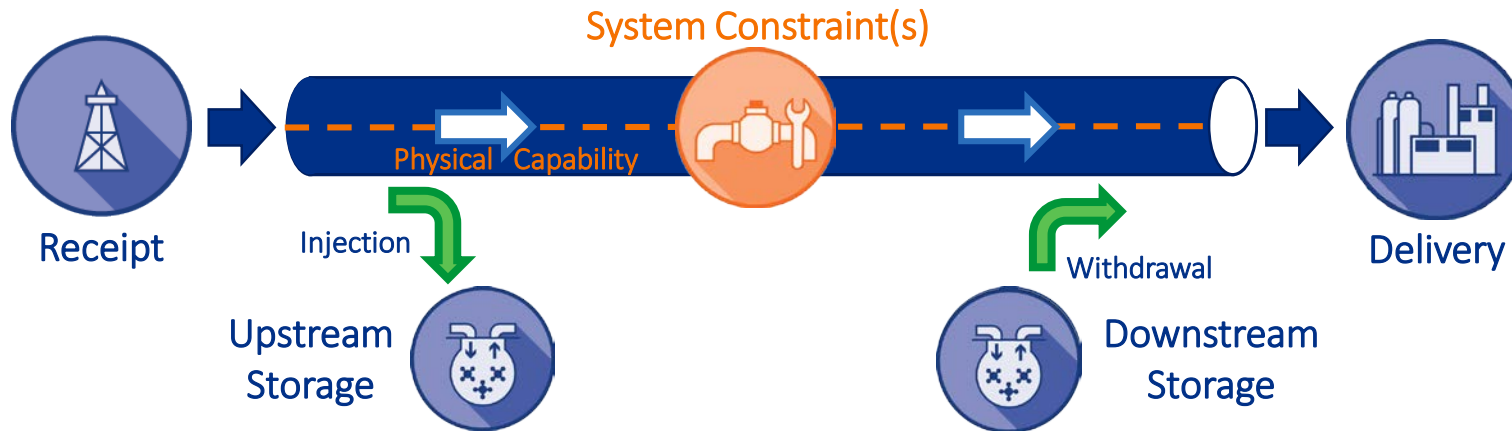 System Constraint(s)
Physical Capability
Receipt
Injection
Withdrawal
Delivery
Upstream
Storage
Downstream
Storage